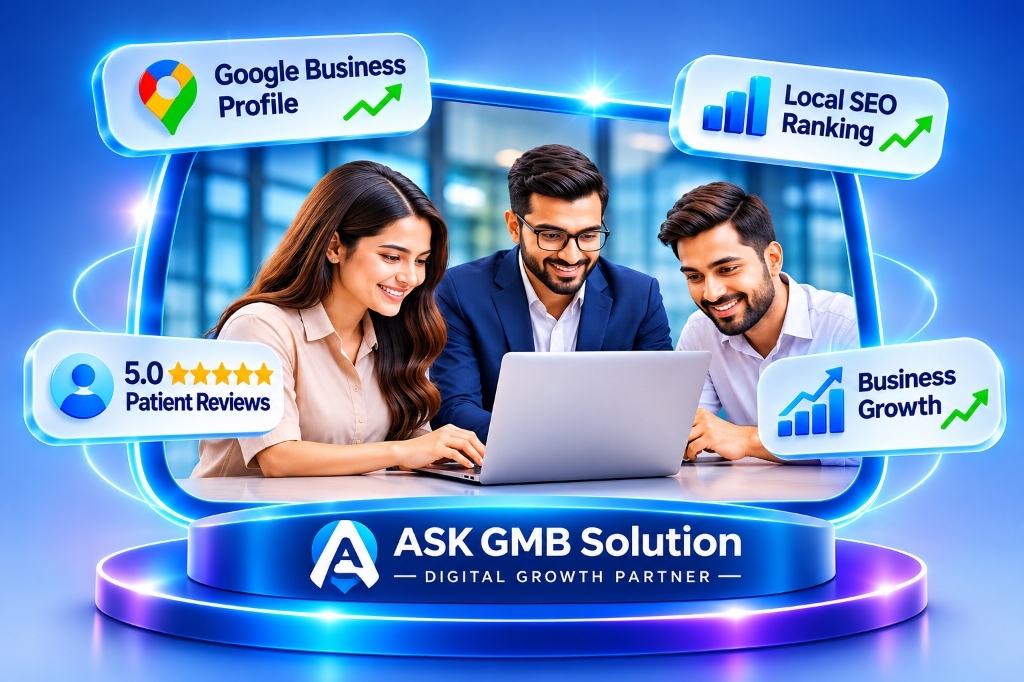 Google Business
Profile
Local SEO
Ranking
5.0
Patient Reviews
Business
Growth
ASK GMB Solution
DIGITAL GROWTH PARTNER